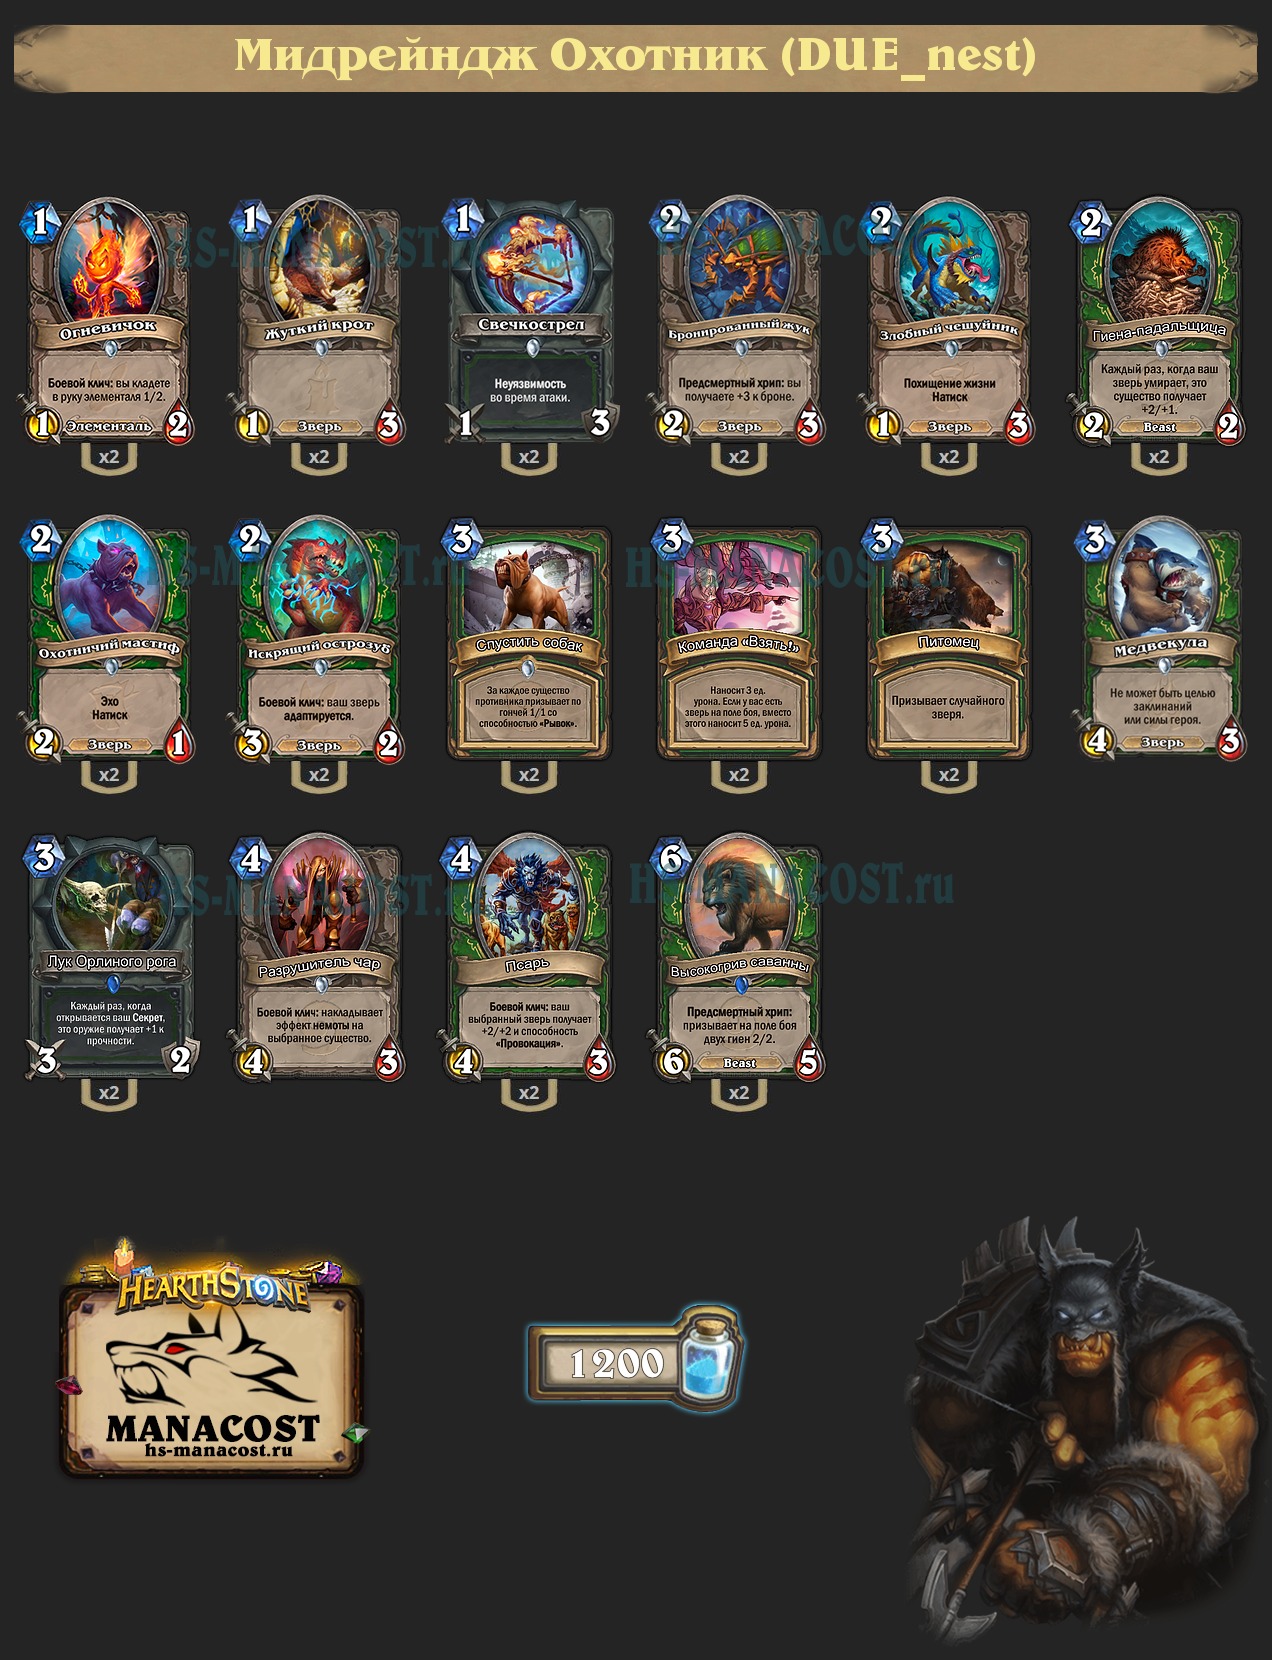 Мидрейндж Охотник (DUE_nest)
1
Огневичок
Боевой клич: вы кладете
в руку элементаля 1/2.
1 Элементаль 2
x2
1
Жуткий крот
1 Зверь 3
x2
1
Свечкострел
Неуязвимость
во время атаки.
1 3
x2
2
Бронированный жук
Предсмертный хрип: вы
получаете +3 к броне.
2 Зверь 3
x2
2
Злобный чешуйник
Похищение жизни
Натиск
1 Зверь 3
x2
2
Гиена-падальщица
Каждый раз, когда ваш
зверь умирает, это
существо получает
+2/+1.
2 Beast 2
x2
2
Охотничий мастиф
Эхо
Натиск
2 Зверь 1
x2
2
Искрящий острозуб
Боевой клич: ваш зверь
адаптируется.
3 Зверь 2
x2
3
Спустить собак
За каждое существо
противника призывает по
гончей 1/1 со
способностью «Рывок».
x2
3
Команда «Взять!»
Наносит 3 ед.
урона. Если у вас есть
зверь на поле боя, вместо
этого наносит 5 ед. урона.
x2
3
Питомец
Призывает случайного
зверя.
x2
3
Медвекула
Не может быть целью
заклинаний
или силы героя.
4 Зверь 3
3
Лук Орлиного рога
Каждый раз, когда
открывается ваш Секрет,
это оружие получает +1 к
прочности.
3 2
x2
4
Разрушитель чар
Боевой клич: накладывает
эффект немоты на
выбранное существо.
4 3
4
Псарь
Боевой клич: ваш
выбранный зверь получает
+2/+2 и способность
«Провокация».
4 3
x2
6
Высокогрив саванны
Предсмертный хрип:
призывает на поле боя
двух гиен 2/2.
6 Beast 5
x2
HEARTHSTONE
MANACOST
hs-manacost.ru
1200
HS-MANACOST.ru